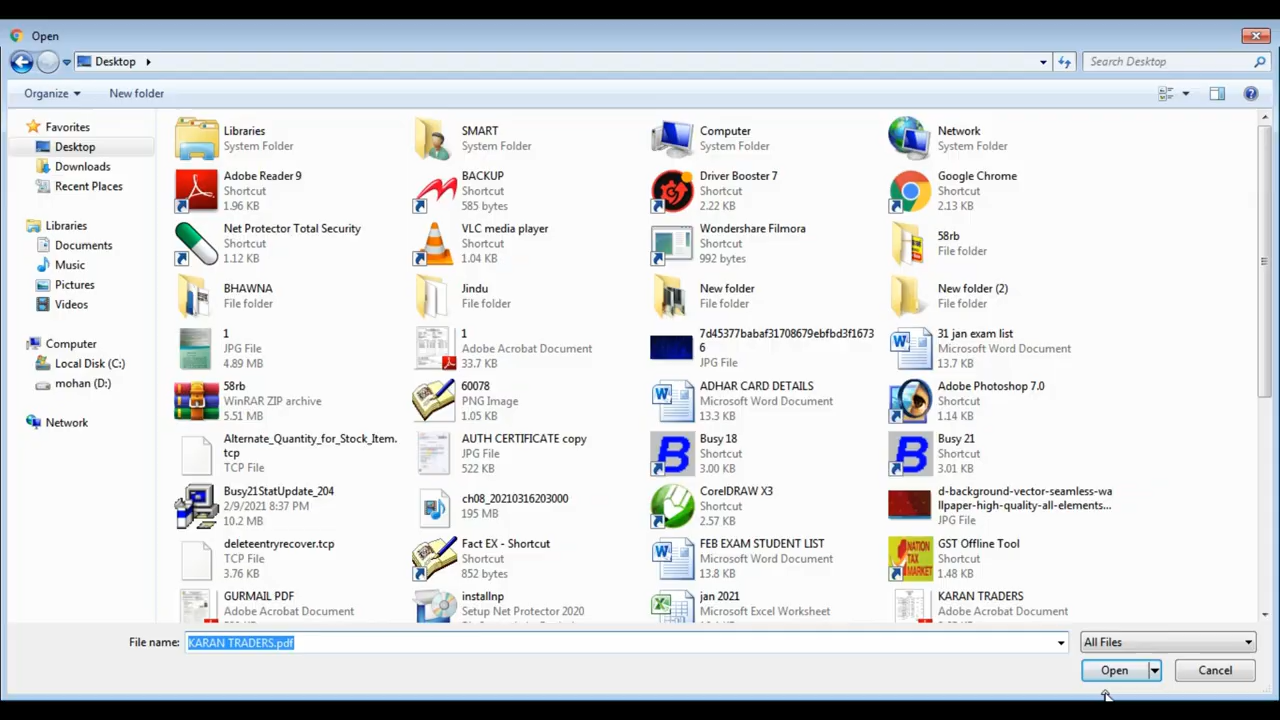 Open
Desktop
Search Desktop
Organize
New folder
Favorites
Desktop
Downloads
Recent Places
Libraries
Documents
Music
Pictures
Videos
Computer
Local Disk (C:)
mohan (D:)
Network
Libraries
System Folder
SMART
System Folder
Computer
System Folder
Network
System Folder
Adobe Reader 9
Shortcut
1.96 KB
BACKUP
Shortcut
585 bytes
Driver Booster 7
Shortcut
2.22 KB
Google Chrome
Shortcut
2.13 KB
Net Protector Total Security
Shortcut
1.12 KB
VLC media player
Shortcut
1.04 KB
Wondershare Filmora
Shortcut
992 bytes
58rb
File folder
BHAWNA
File folder
Jindu
File folder
New folder
File folder
New folder (2)
File folder
1
JPG File
4.89 MB
1
Adobe Acrobat Document
33.7 KB
7d45377babaf31708679ebfbd3f1673
6
JPG File
31 jan exam list
Microsoft Word Document
13.7 KB
58rb
WinRAR ZIP archive
5.51 MB
60078
PNG Image
1.05 KB
ADHAR CARD DETAILS
Microsoft Word Document
13.3 KB
Adobe Photoshop 7.0
Shortcut
1.14 KB
Alternate_Quantity_for_Stock_Item.
tcp
TCP File
AUTH CERTIFICATE copy
JPG File
522 KB
Busy 18
Shortcut
3.00 KB
Busy 21
Shortcut
3.01 KB
Busy21StatUpdate_204
2/9/2021 8:37 PM
10.2 MB
ch08_20210316203000
195 MB
CorelDRAW X3
Shortcut
2.57 KB
d-background-vector-seamless-wa
llpaper-high-quality-all-elements...
JPG File
deleteentryrecover.tcp
TCP File
3.76 KB
Fact EX - Shortcut
Shortcut
852 bytes
FEB EXAM STUDENT LIST
Microsoft Word Document
13.8 KB
NATION
TAX
MARKET
GST Offline Tool
Shortcut
1.48 KB
GURMAIL PDF
Adobe Acrobat Document
installnp
Setup Net Protector 2020
jan 2021
Microsoft Excel Worksheet
KARAN TRADERS
Adobe Acrobat Document
File name:
KARAN TRADERS.pdf
All Files
Open
Cancel